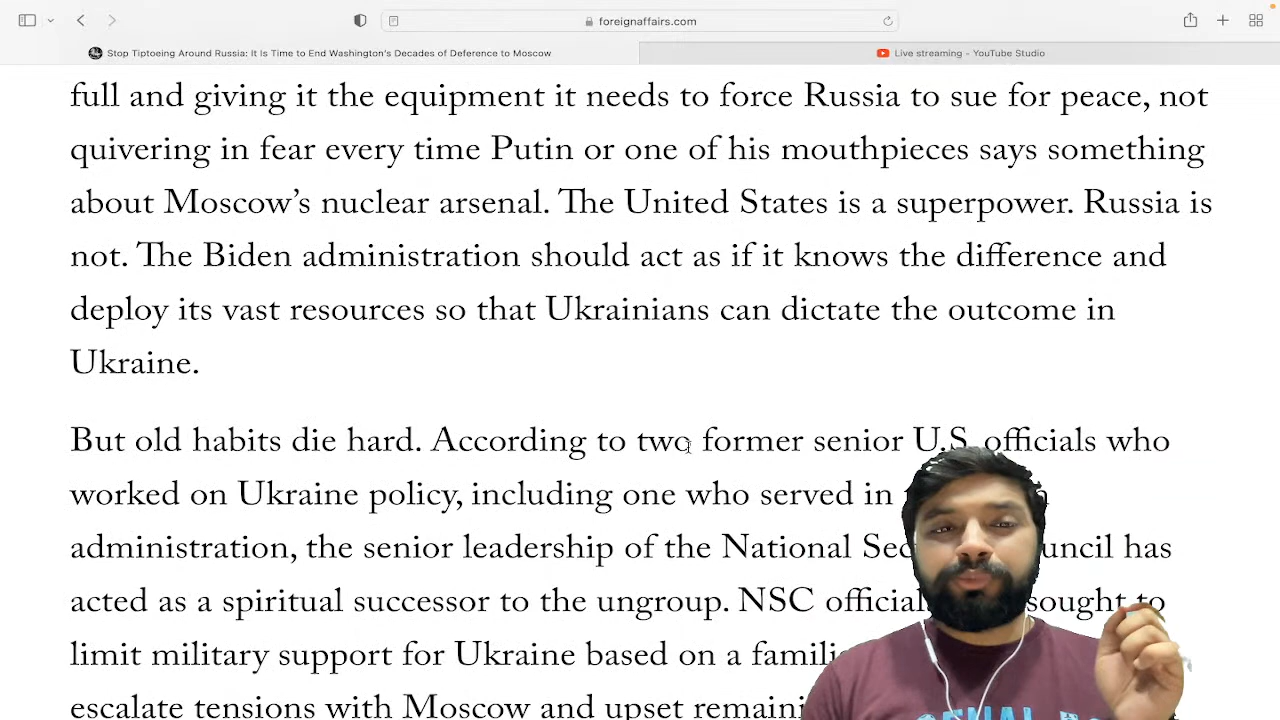 foreignaffairs.com
Stop Tiptoeing Around Russia: It Is Time to End Washington's Decades of Deference to Moscow
Live streaming - YouTube Studio
full and giving it the equipment it needs to force Russia to sue for peace, not
quivering in fear every time Putin or one of his mouthpieces says something
about Moscow’s nuclear arsenal. The United States is a superpower. Russia is
not. The Biden administration should act as if it knows the difference and
deploy its vast resources so that Ukrainians can dictate the outcome in
Ukraine.
But old habits die hard. According to two former senior U.S. officials who
worked on Ukraine policy, including one who served in
administration, the senior leadership of the National has
acted as a spiritual successor to the ungroup. NSC sought to
limit military support for Ukraine based on a
escalate tensions with Moscow and upset